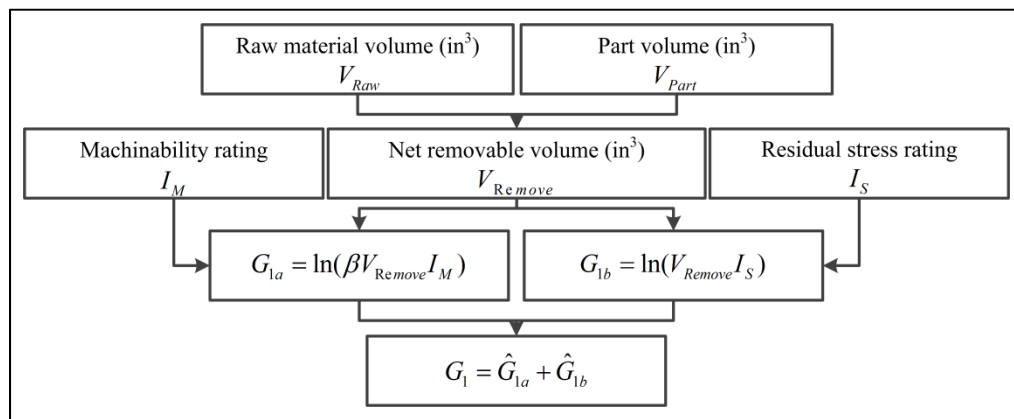 Raw material volume (in³)
V_Raw
Part volume (in³)
V_Part
Machinability rating
I_M
Net removable volume (in³)
V_Remove
Residual stress rating
I_S
G_1a = ln(βV_Remove I_M)
G_1b = ln(V_Remove I_S)
G_1 = Ĝ_1a + Ĝ_1b